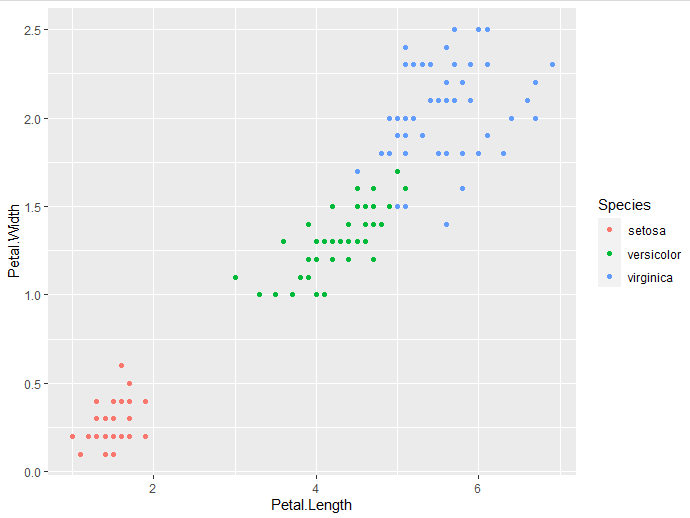 2.5
2.0
1.5
1.0
0.5
0.0
Petal.Width
2 4 6
Petal.Length
Species
setosa
versicolor
virginica